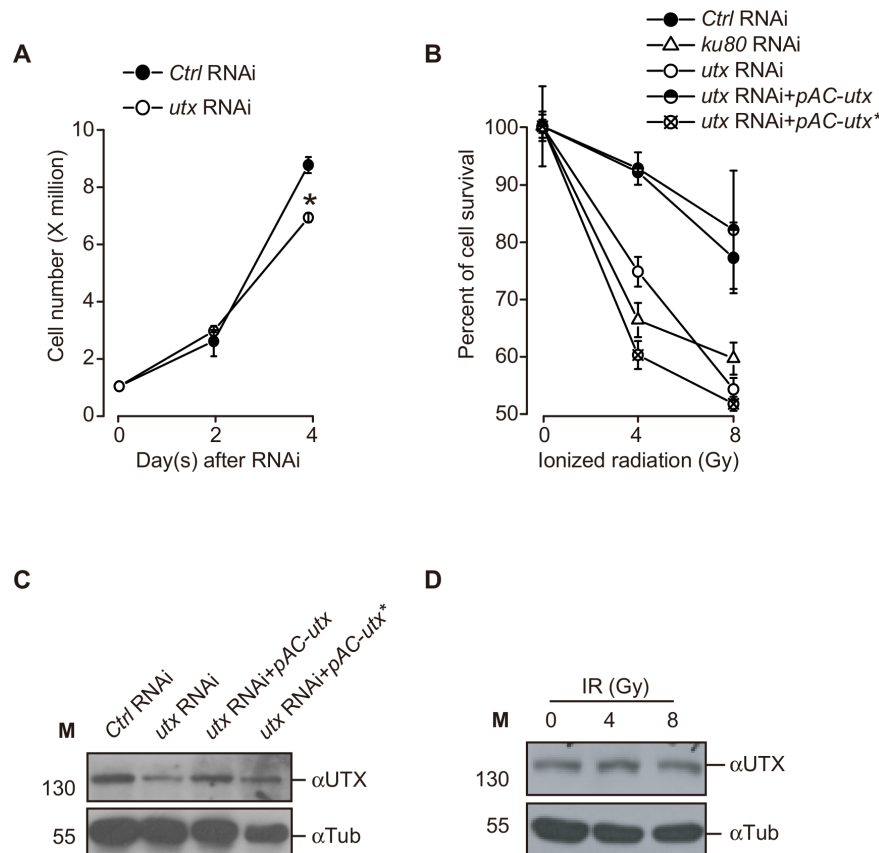 A
Ctrl RNAi
utx RNAi
Cell number (X million)
10
8
6
4
2
0
*
0 2 4
Day(s) after RNAi
B
Ctrl RNAi
ku80 RNAi
utx RNAi
utx RNAi+pAC-utx
utx RNAi+pAC-utx*
Percent of cell survival
100
90
80
70
60
50
0 4 8
Ionized radiation (Gy)
C
Ctrl RNAi
utx RNAi
utx RNAi+pAC-utx
utx RNAi+pAC-utx*
M
130
αUTX
55
αTub
D
IR (Gy)
M 0 4 8
130
αUTX
55
αTub